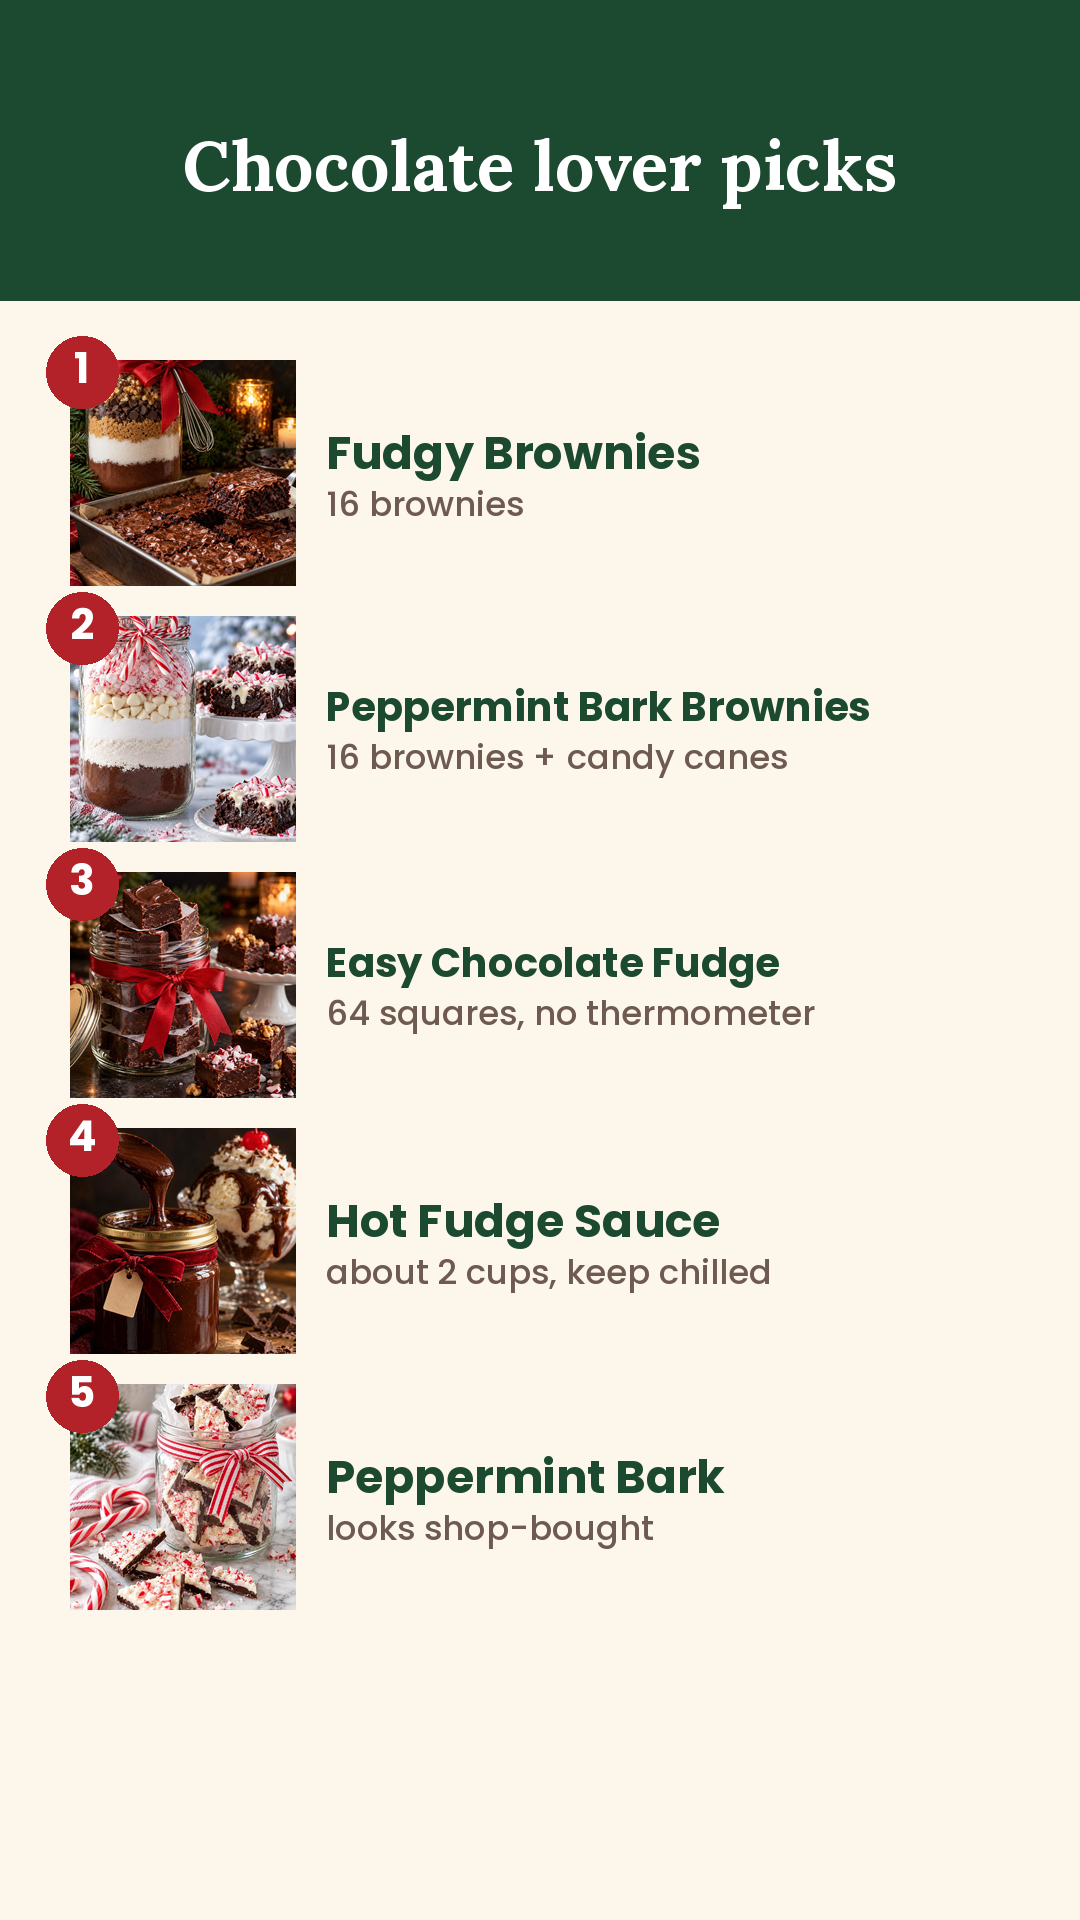 Chocolate lover picks
1
Fudgy Brownies
16 brownies
2
Peppermint Bark Brownies
16 brownies + candy canes
3
Easy Chocolate Fudge
64 squares, no thermometer
4
Hot Fudge Sauce
about 2 cups, keep chilled
5
Peppermint Bark
looks shop-bought